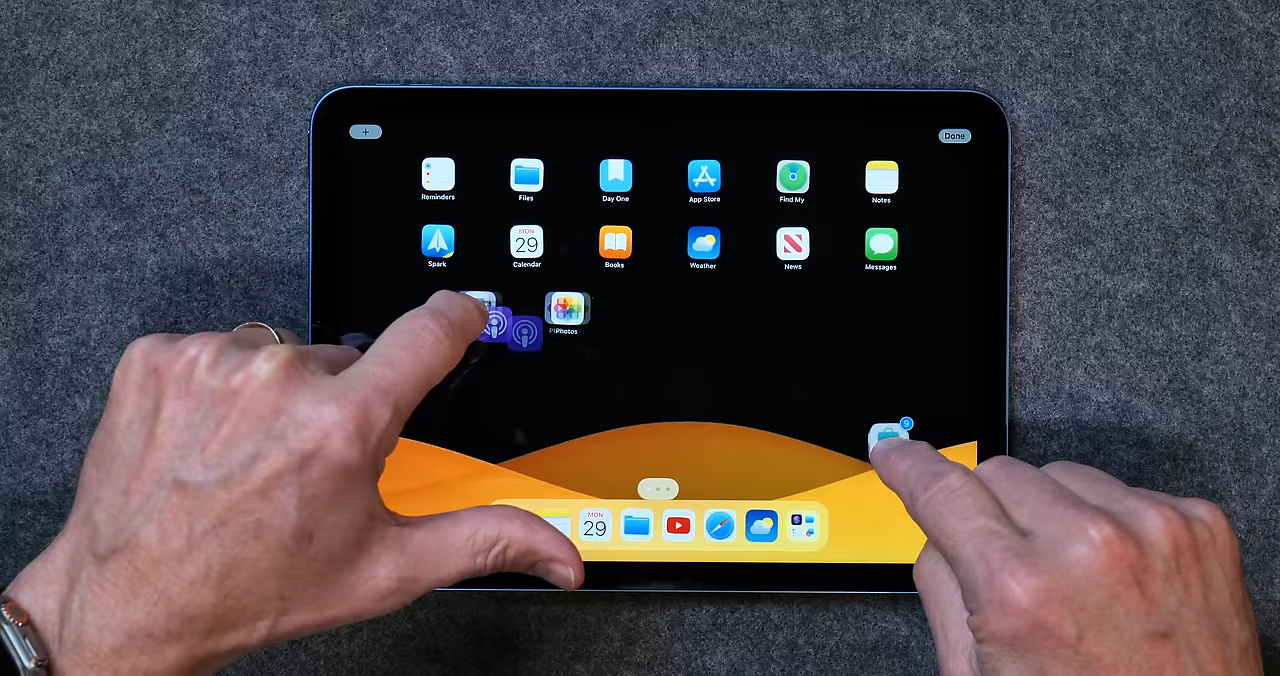 +
Done
Reminders
Files
Day One
App Store
Find My
Notes
MON
29
Spark
Calendar
Books
Weather
News
Messages
Photos
9
MON
29